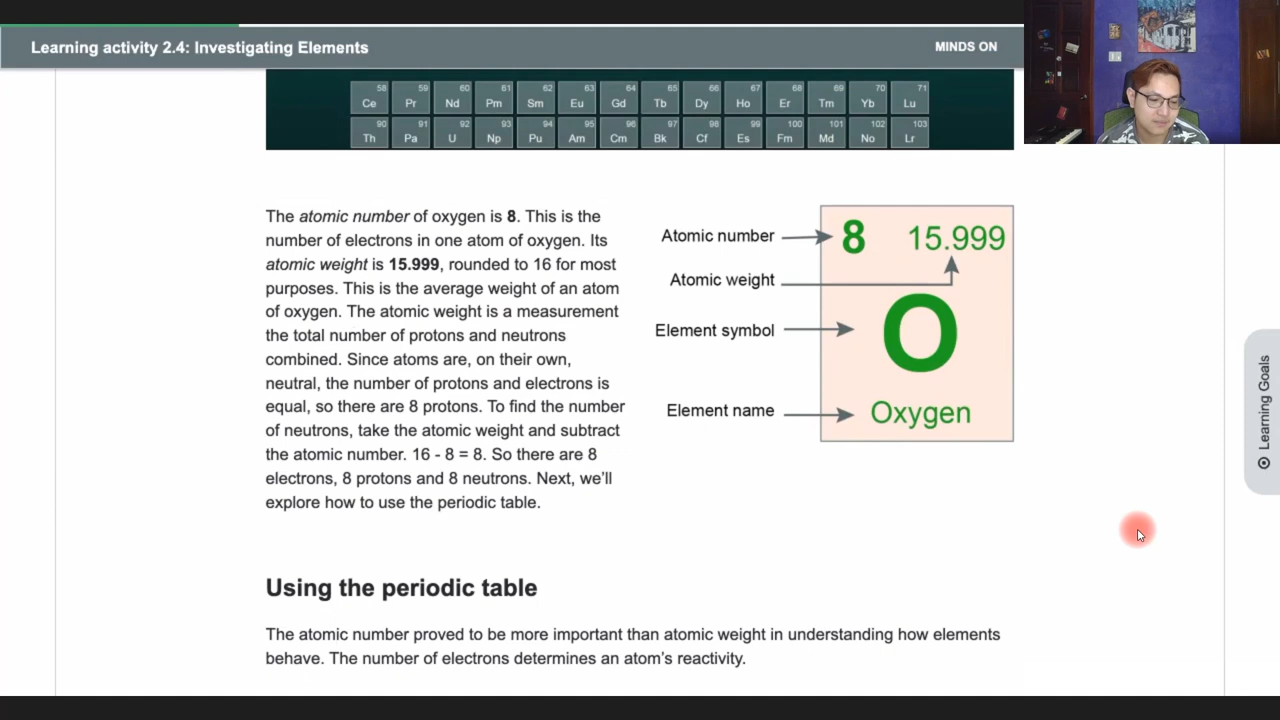 Learning activity 2.4: Investigating Elements
MINDS ON
58 59 60 61 62 63 64 65 66 67 68 69 70 71
Ce Pr Nd Pm Sm Eu Gd Tb Dy Ho Er Tm Yb Lu
90 91 92 93 94 95 96 97 98 99 100 101 102 103
Th Pa U Np Pu Am Cm Bk Cf Es Fm Md No Lr
The atomic number of oxygen is 8. This is the
number of electrons in one atom of oxygen. Its
atomic weight is 15.999, rounded to 16 for most
purposes. This is the average weight of an atom
of oxygen. The atomic weight is a measurement
the total number of protons and neutrons
combined. Since atoms are, on their own,
neutral, the number of protons and electrons is
equal, so there are 8 protons. To find the number
of neutrons, take the atomic weight and subtract
the atomic number. 16 - 8 = 8. So there are 8
electrons, 8 protons and 8 neutrons. Next, we'll
explore how to use the periodic table.
Atomic number
8 15.999
Atomic weight
Element symbol
O
Element name
Oxygen
Learning Goals
Using the periodic table
The atomic number proved to be more important than atomic weight in understanding how elements
behave. The number of electrons determines an atom's reactivity.